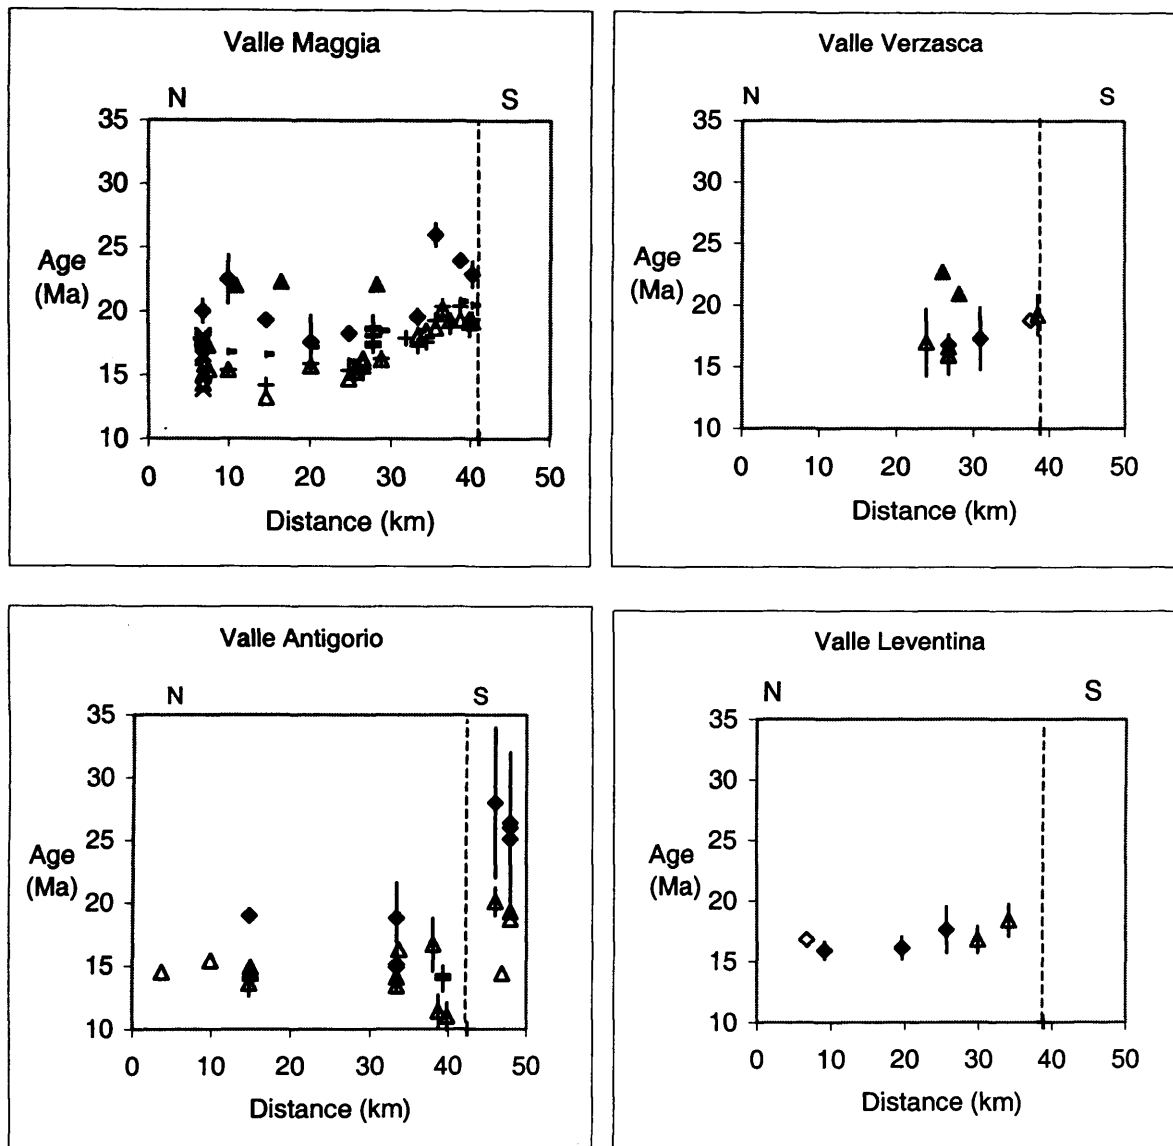 Valle Maggia
N S
35
30
25
20
15
10
Age
(Ma)
0 10 20 30 40 50
Distance (km)
Valle Verzasca
N S
35
30
25
20
15
10
Age
(Ma)
0 10 20 30 40 50
Distance (km)
Valle Antigorio
N S
35
30
25
20
15
10
Age
(Ma)
0 10 20 30 40 50
Distance (km)
Valle Leventina
N S
35
30
25
20
15
10
Age
(Ma)
0 10 20 30 40 50
Distance (km)